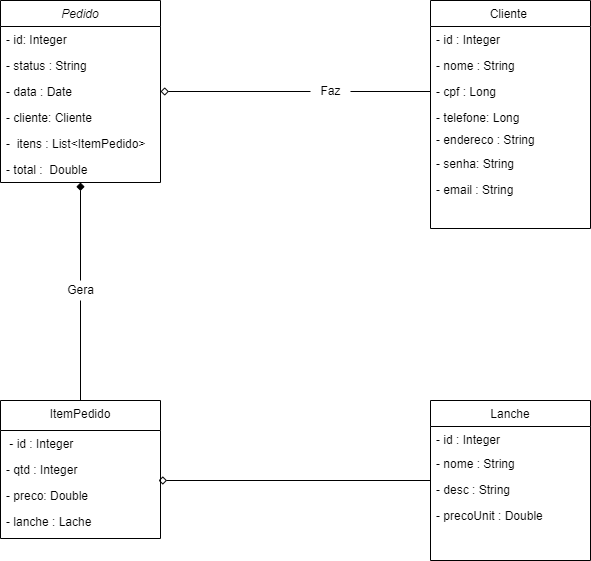 Pedido
- id: Integer
- status : String
- data : Date
- cliente: Cliente
- itens : List<ItemPedido>
- total : Double
Faz
Cliente
- id : Integer
- nome : String
- cpf : Long
- telefone: Long
- endereco : String
- senha: String
- email : String
Gera
ItemPedido
- id : Integer
- qtd : Integer
- preco: Double
- lanche : Lache
Lanche
- id : Integer
- nome : String
- desc : String
- precoUnit : Double